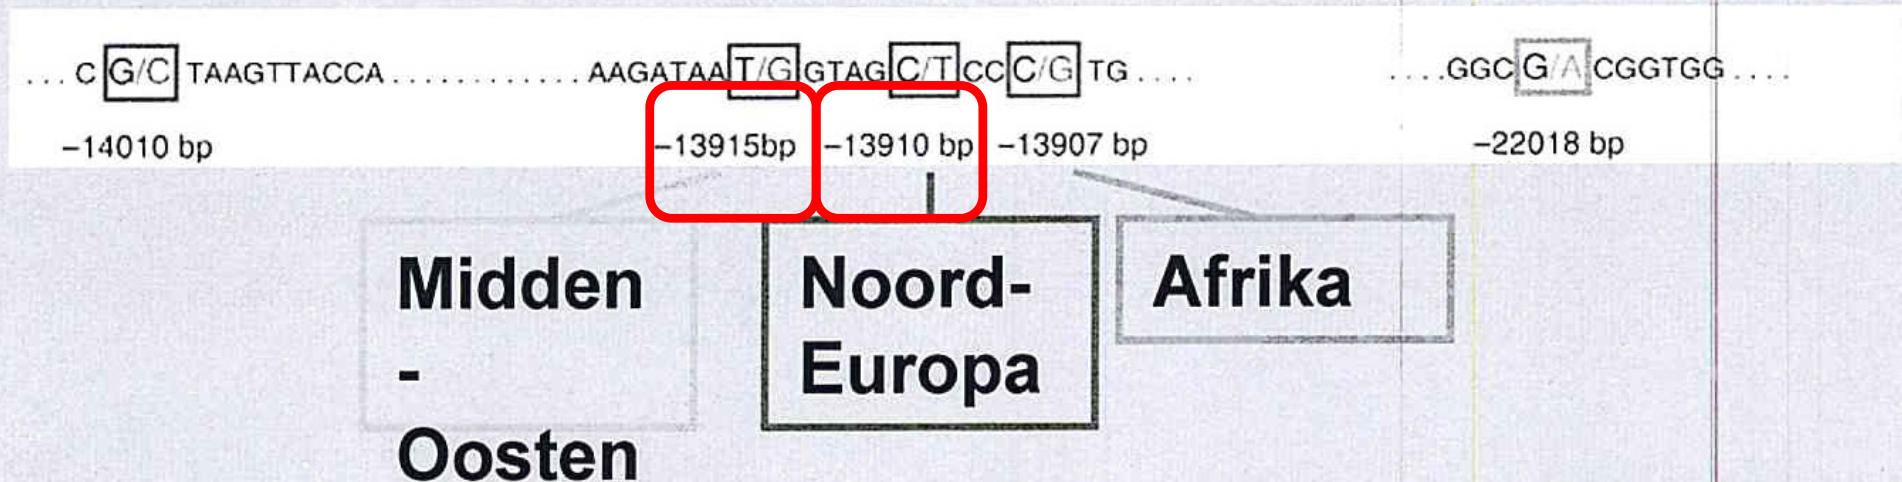 ... C G/C TAAGTTACCA ............ AAGATAA T/G GTAG C/T CC C/G TG .... ....GGC G/A CGGTGG ....
–14010 bp –13915bp –13910 bp –13907 bp –22018 bp
Midden
-
Oosten
Noord-
Europa
Afrika